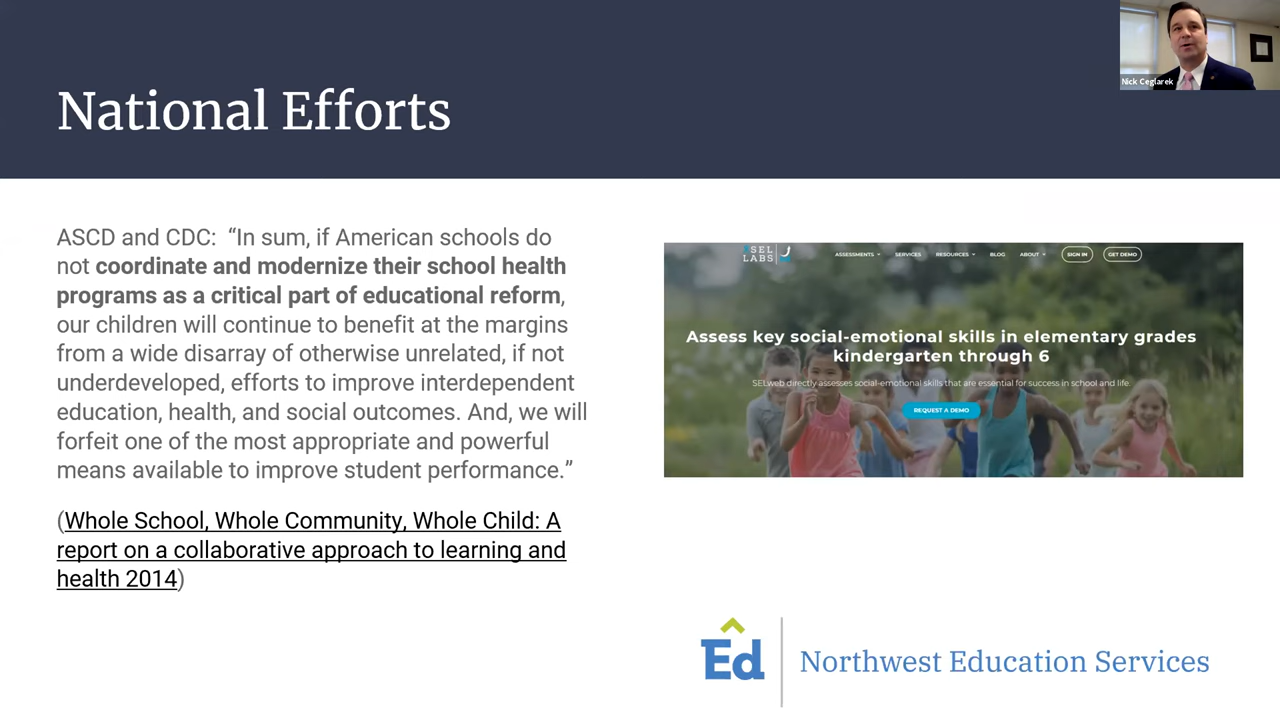 Nick Ceglarek
National Efforts
ASCD and CDC:  “In sum, if American schools do
not coordinate and modernize their school health
programs as a critical part of educational reform,
our children will continue to benefit at the margins
from a wide disarray of otherwise unrelated, if not
underdeveloped, efforts to improve interdependent
education, health, and social outcomes. And, we will
forfeit one of the most appropriate and powerful
means available to improve student performance.”
(Whole School, Whole Community, Whole Child: A
report on a collaborative approach to learning and
health 2014)
SEL
LABS
ASSESSMENTS SERVICES RESOURCES BLOG ABOUT SIGN IN GET DEMO
Assess key social-emotional skills in elementary grades
kindergarten through 6
SELweb directly assesses social-emotional skills that are essential for success in school and life.
REQUEST A DEMO
Ed Northwest Education Services